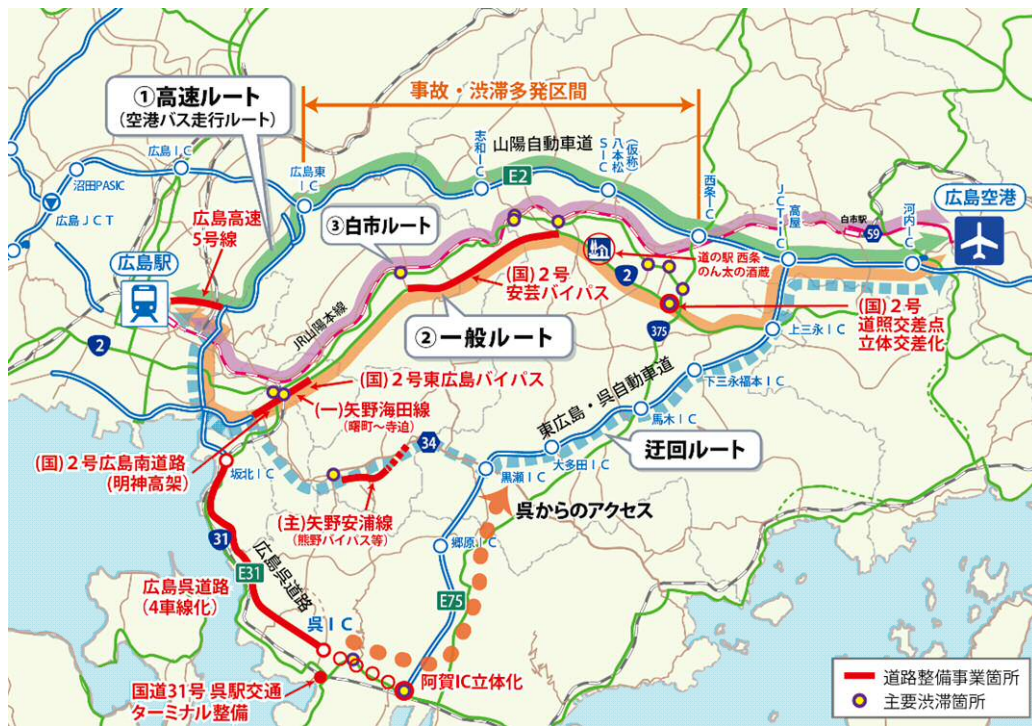 事故・渋滞多発区間
①高速ルート
(空港バス走行ルート)
山陽自動車道
E2
広島IC
沼田PASIC
広島JCT
広島東
IC
志和IC
(仮称)
八本松
SIC
西条IC
高屋
JCT・IC
白市駅
59
河内IC
広島空港
広島高速
5号線
広島駅
③白市ルート
JR山陽本線
(国)2号
安芸バイパス
道の駅 西条
のん太の酒蔵
2
(国)2号
道照交差点
立体交差化
②一般ルート
375
上三永IC
2
(国)2号東広島バイパス
(一)矢野海田線
(曙町~寺迫)
下三永福本IC
馬木IC
東広島・呉自動車道
迂回ルート
34
(国)2号広島南道路
(明神高架)
坂北IC
黒瀬IC
大多田IC
(主)矢野安浦線
(熊野バイパス等)
呉からのアクセス
31
郷原IC
広島呉道路
E31
広島呉道路
(4車線化)
E75
呉IC
阿賀IC立体化
国道31号 呉駅交通
ターミナル整備
道路整備事業箇所
主要渋滞箇所